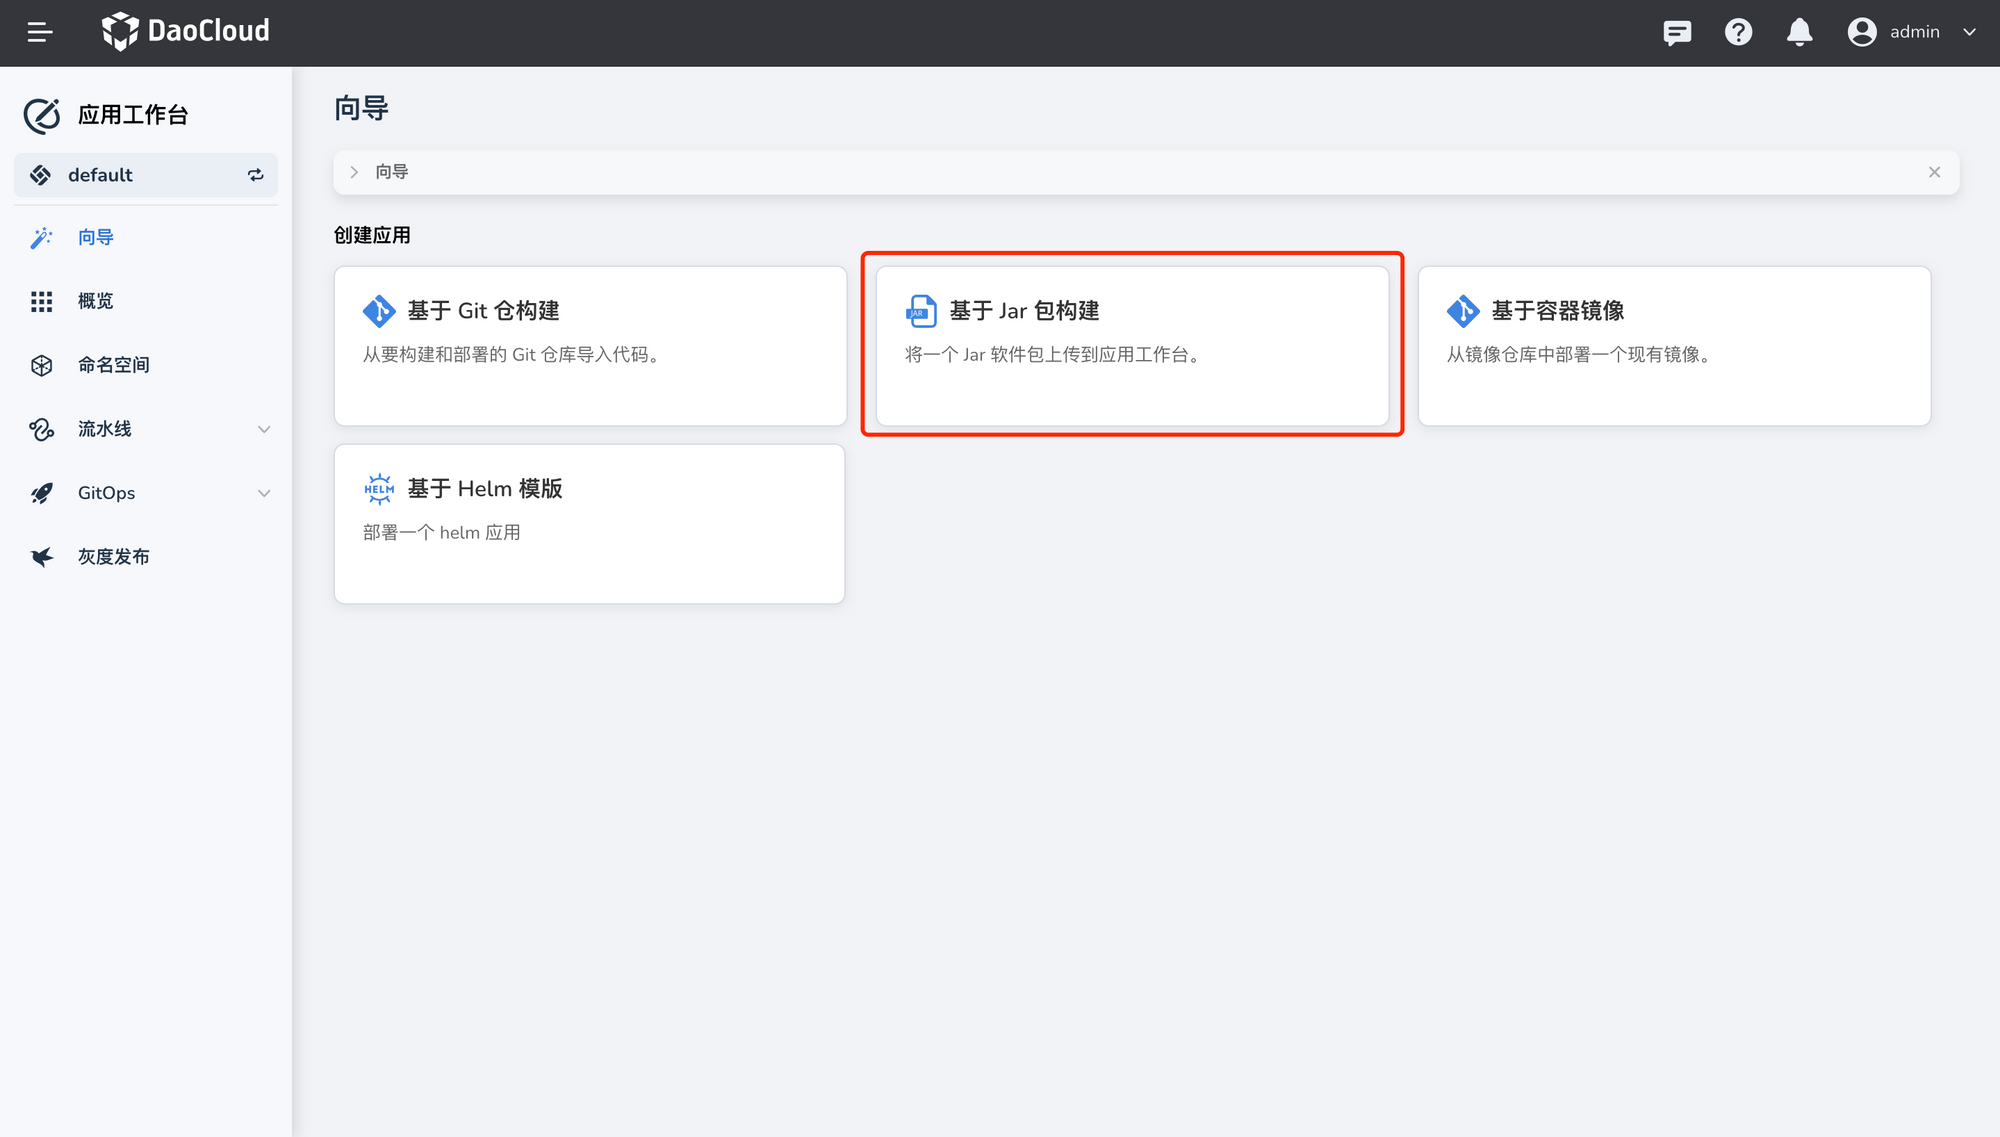 DaoCloud
admin
应用工作台
default
向导
概览
命名空间
流水线
GitOps
灰度发布
向导
向导
创建应用
基于 Git 仓构建
从要构建和部署的 Git 仓库导入代码。
JAR
基于 Jar 包构建
将一个 Jar 软件包上传到应用工作台。
基于容器镜像
从镜像仓库中部署一个现有镜像。
HELM
基于 Helm 模版
部署一个 helm 应用